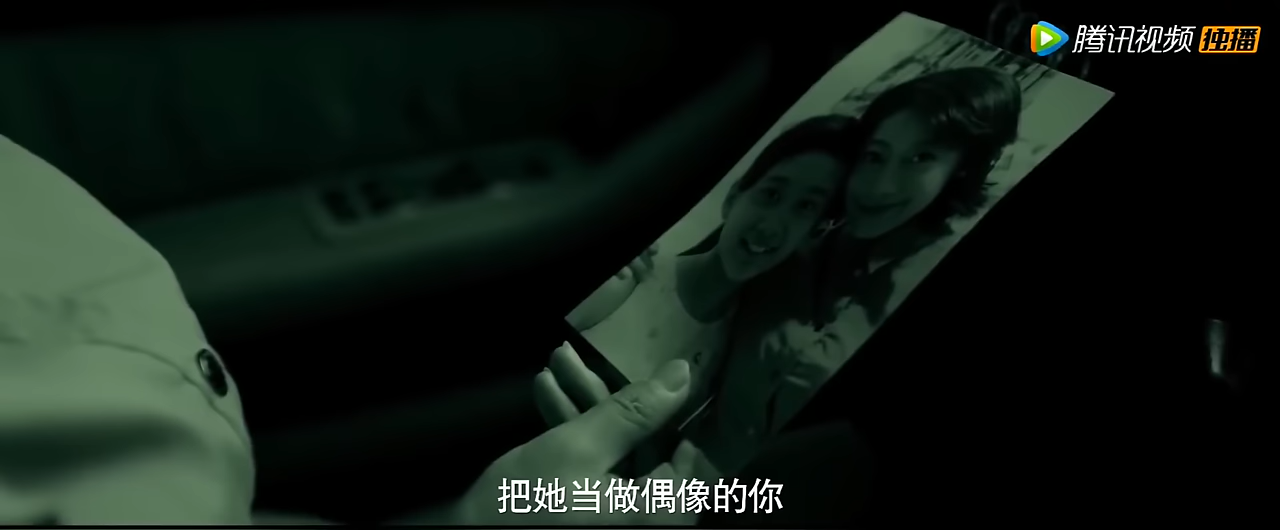 腾讯视频 独播
把她当做偶像的你